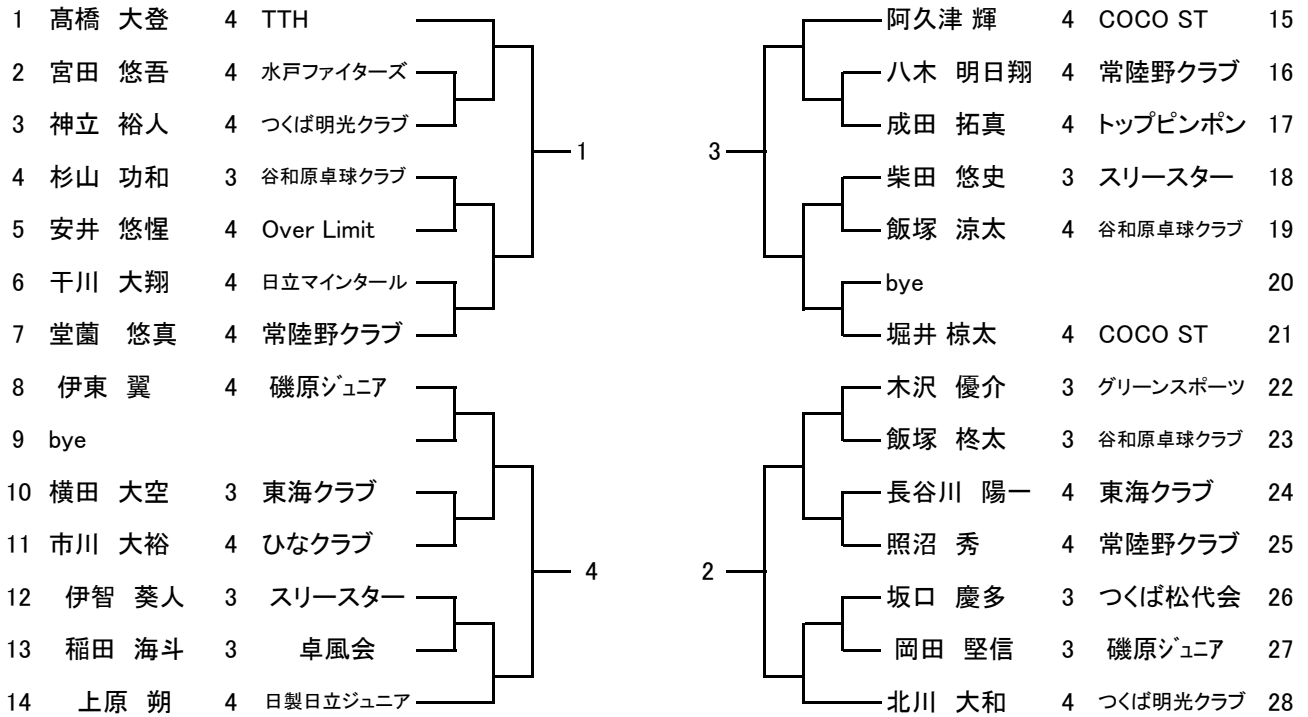 1 髙橋 大登 4 TTH
2 宮田 悠吾 4 水戸ファイターズ
3 神立 裕人 4 つくば明光クラブ
4 杉山 功和 3 谷和原卓球クラブ
5 安井 悠惺 4 Over Limit
6 干川 大翔 4 日立マインタール
7 堂薗 悠真 4 常陸野クラブ
8 伊東 翼 4 磯原ジュニア
9 bye
10 横田 大空 3 東海クラブ
11 市川 大裕 4 ひなクラブ
12 伊智 葵人 3 スリースター
13 稲田 海斗 3 卓風会
14 上原 朔 4 日製日立ジュニア
1
4
3
2
阿久津 輝 4 COCO ST 15
八木 明日翔 4 常陸野クラブ 16
成田 拓真 4 トップピンポン 17
柴田 悠史 3 スリースター 18
飯塚 涼太 4 谷和原卓球クラブ 19
bye 20
堀井 椋太 4 COCO ST 21
木沢 優介 3 グリーンスポーツ 22
飯塚 柊太 3 谷和原卓球クラブ 23
長谷川 陽一 4 東海クラブ 24
照沼 秀 4 常陸野クラブ 25
坂口 慶多 3 つくば松代会 26
岡田 堅信 3 磯原ジュニア 27
北川 大和 4 つくば明光クラブ 28